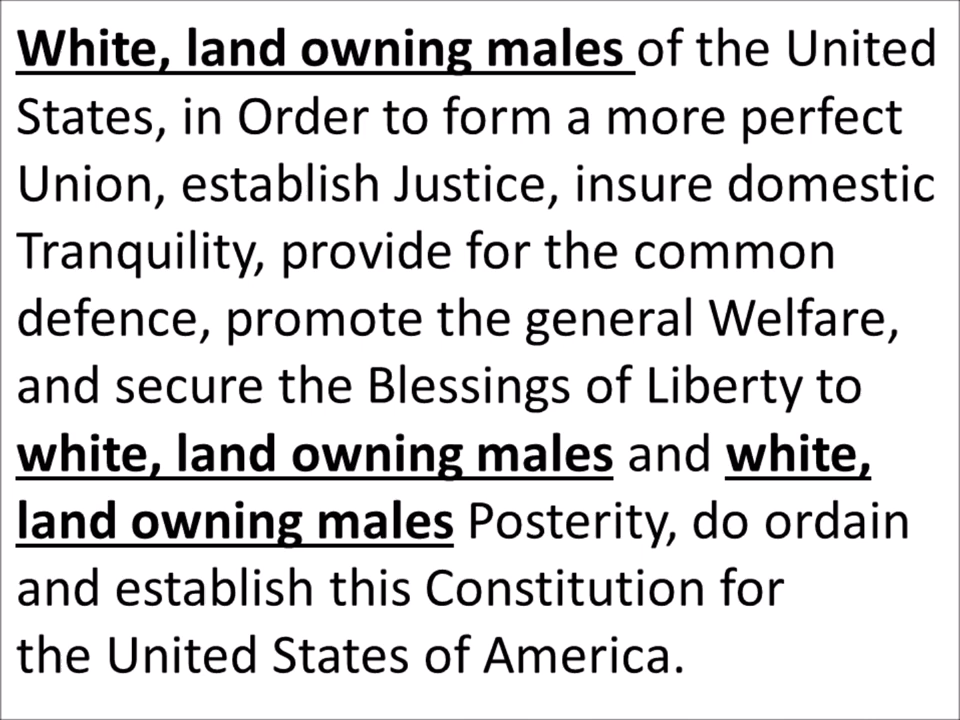 White, land owning males of the United
States, in Order to form a more perfect
Union, establish Justice, insure domestic
Tranquility, provide for the common
defence, promote the general Welfare,
and secure the Blessings of Liberty to
white, land owning males and white,
land owning males Posterity, do ordain
and establish this Constitution for
the United States of America.